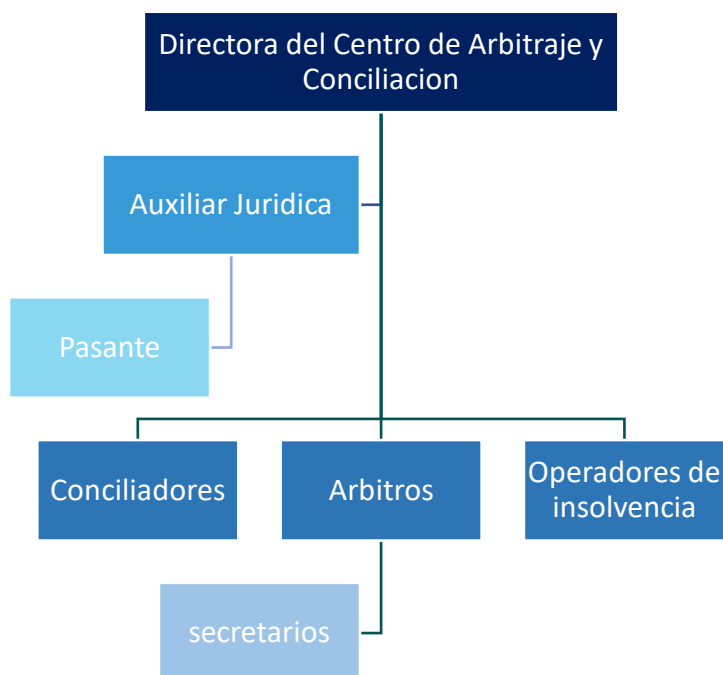 Directora del Centro de Arbitraje y
Conciliacion
Auxiliar Juridica
Pasante
Conciliadores
Arbitros
Operadores de
insolvencia
secretarios